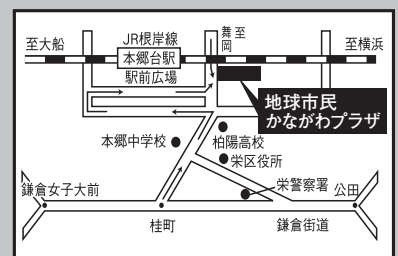 JR根岸線
舞岡
至
至大船
本郷台駅
至横浜
駅前広場
地球市民
かながわプラザ
本郷中学校
柏陽高校
栄区役所
栄警察署
鎌倉女子大前
公田
桂町
鎌倉街道